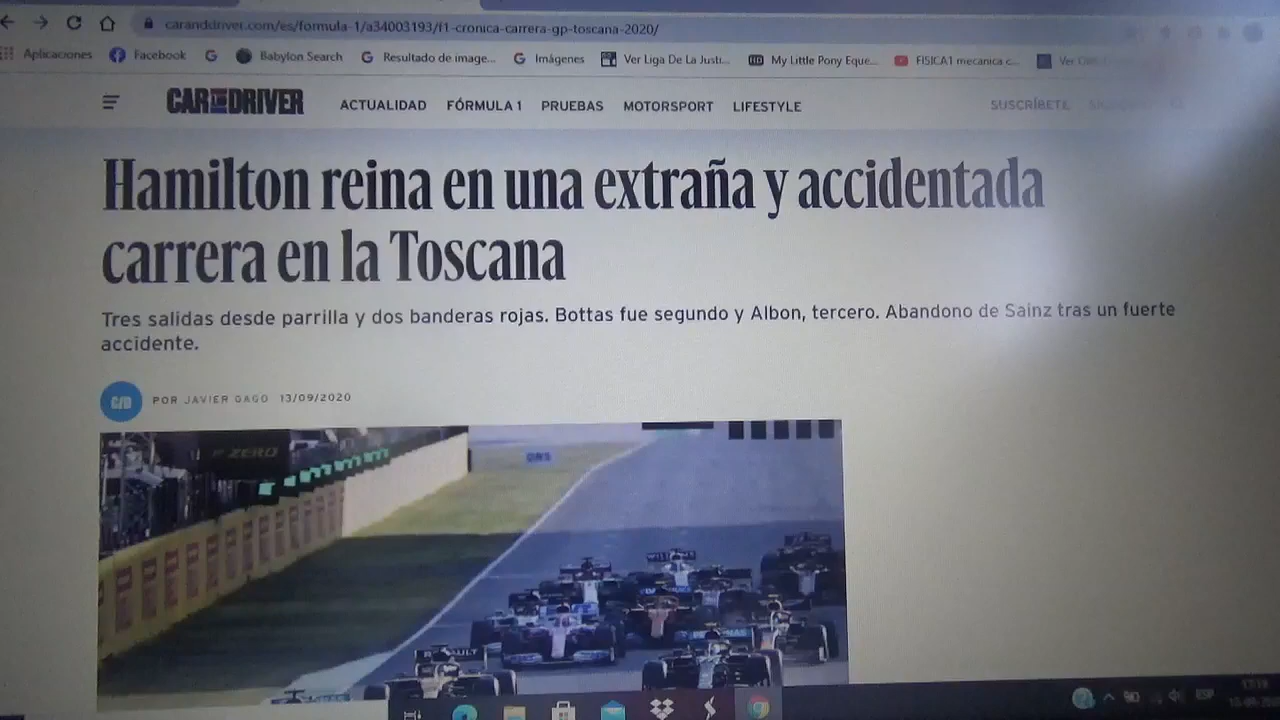 caranddriver.com/es/formula-1/a34003193/f1-cronica-carrera-gp-toscana-2020/
Aplicaciones Facebook Babylon Search Resultado de image... Imágenes Ver Liga De La Justi... My Little Pony Eque... FISICA1 mecanica c... Ver
CAR AND DRIVER ACTUALIDAD FÓRMULA 1 PRUEBAS MOTORSPORT LIFESTYLE SUSCRÍBETE
Hamilton reina en una extraña y accidentada
carrera en la Toscana
Tres salidas desde parrilla y dos banderas rojas. Bottas fue segundo y Albon, tercero. Abandono de Sainz tras un fuerte
accidente.
C/D POR JAVIER GAGO 13/09/2020
P ZERO
ESP